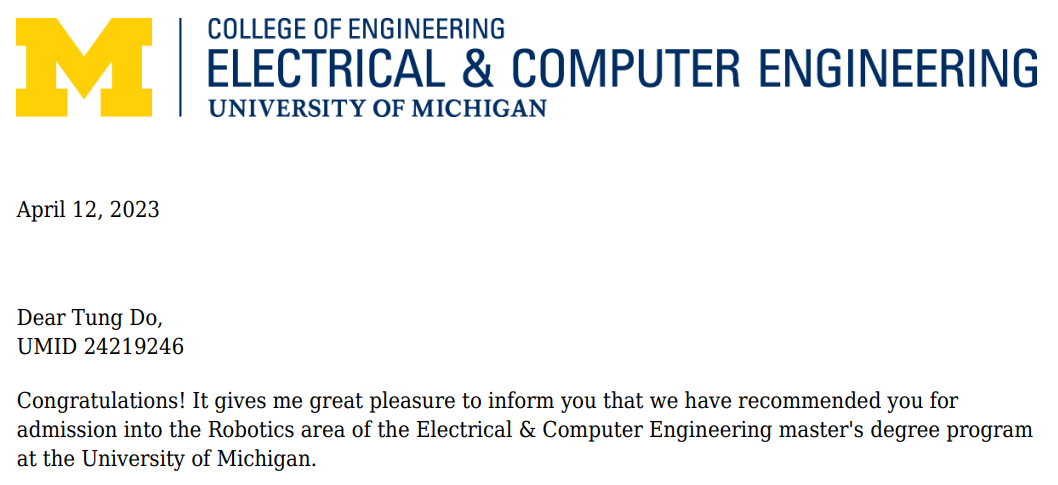 M
COLLEGE OF ENGINEERING
ELECTRICAL & COMPUTER ENGINEERING
UNIVERSITY OF MICHIGAN
April 12, 2023
Dear Tung Do,
UMID 24219246
Congratulations! It gives me great pleasure to inform you that we have recommended you for
admission into the Robotics area of the Electrical & Computer Engineering master's degree program
at the University of Michigan.